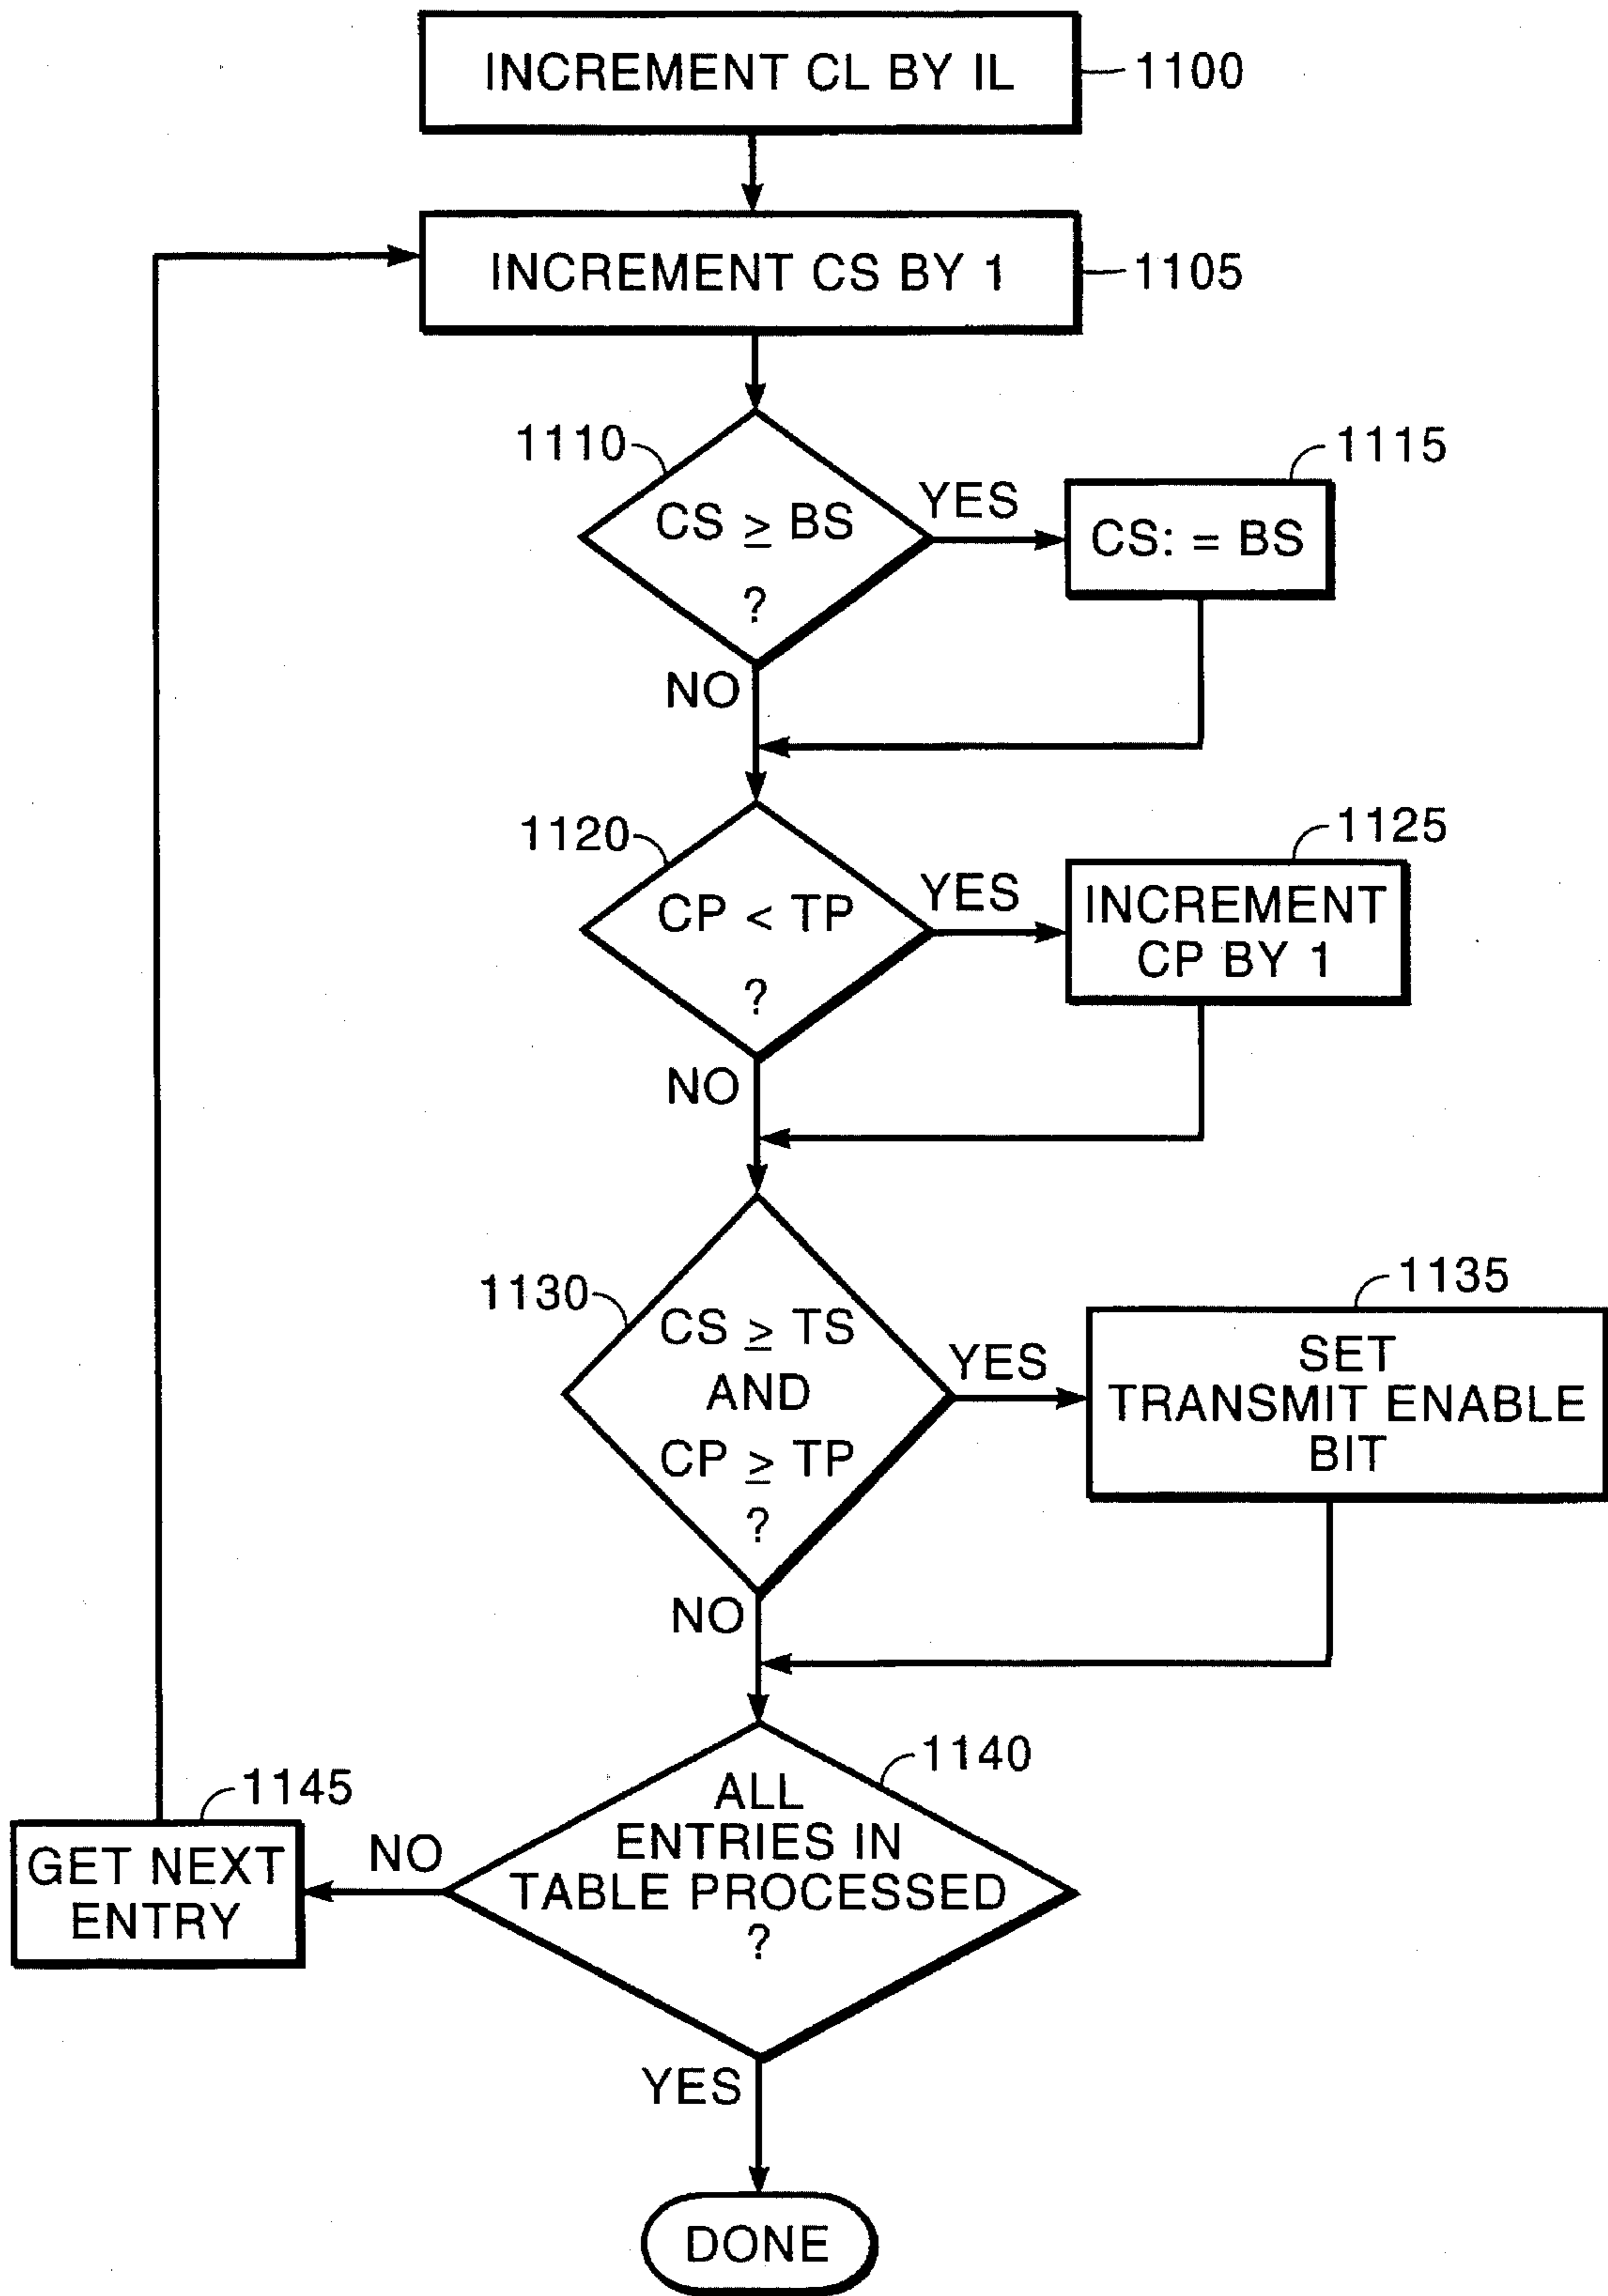 INCREMENT CL BY IL
1100
INCREMENT CS BY 1
1105
1110
CS ≥ BS
?
YES
1115
CS: = BS
NO
1120
CP < TP
?
YES
1125
INCREMENT
CP BY 1
NO
1130
CS ≥ TS
AND
CP ≥ TP
?
YES
1135
SET
TRANSMIT ENABLE
BIT
NO
1140
ALL
ENTRIES IN
TABLE PROCESSED
?
NO
1145
GET NEXT
ENTRY
YES
DONE